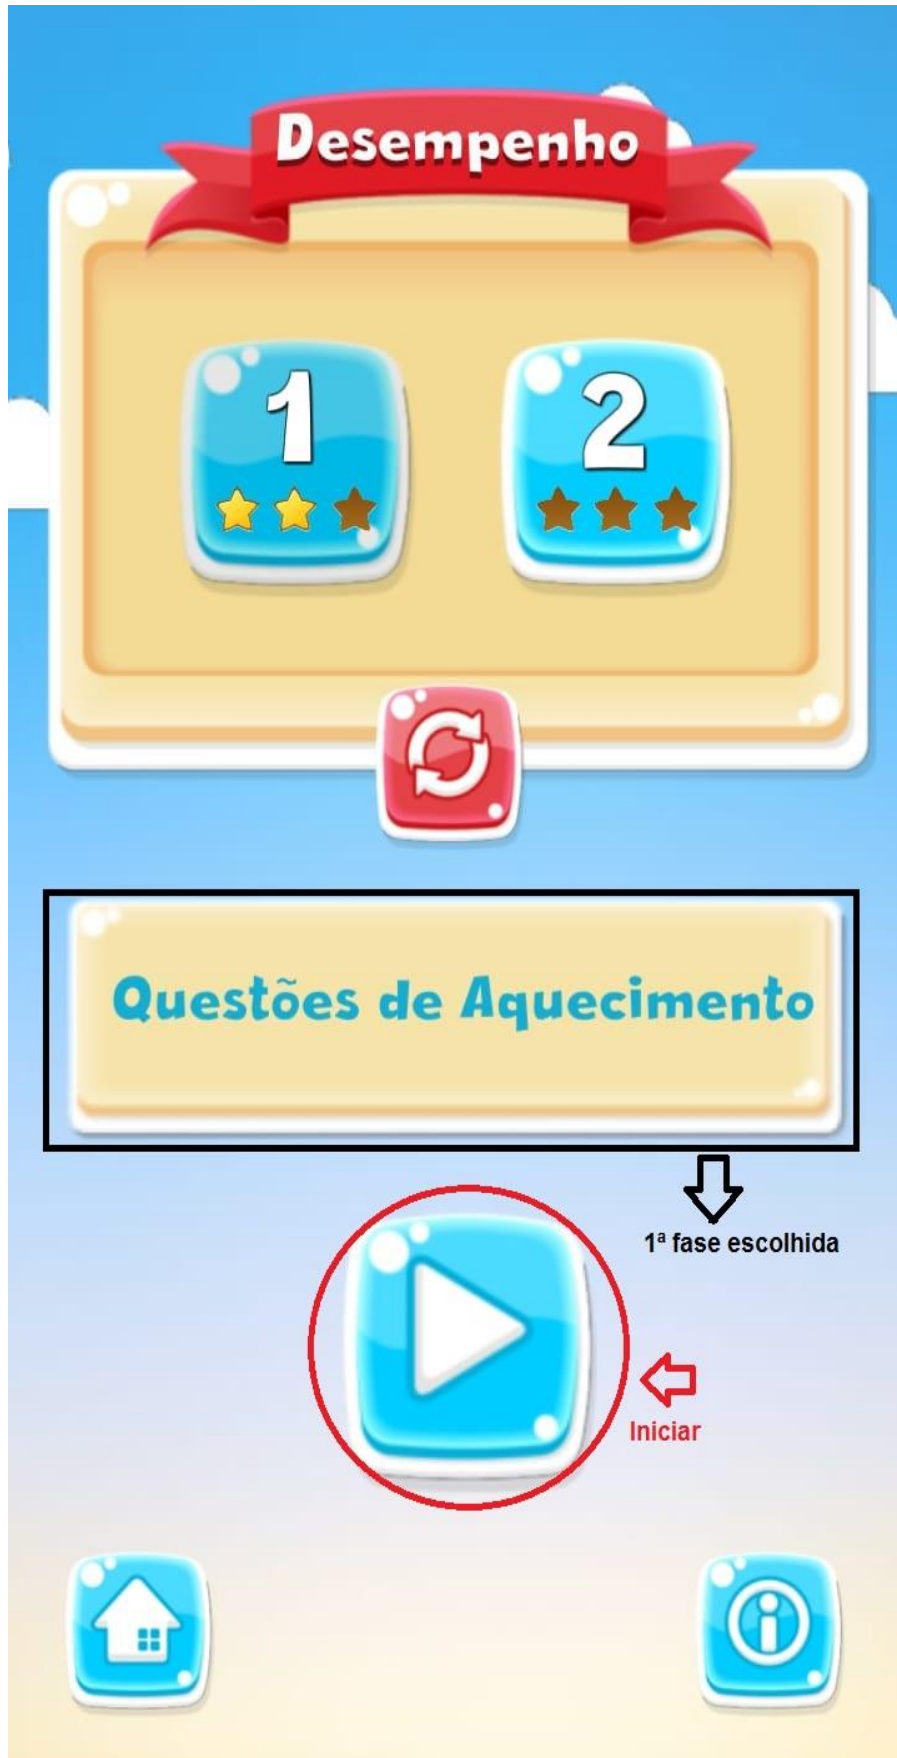 Desempenho
1
2
Questões de Aquecimento
1ª fase escolhida
Iniciar